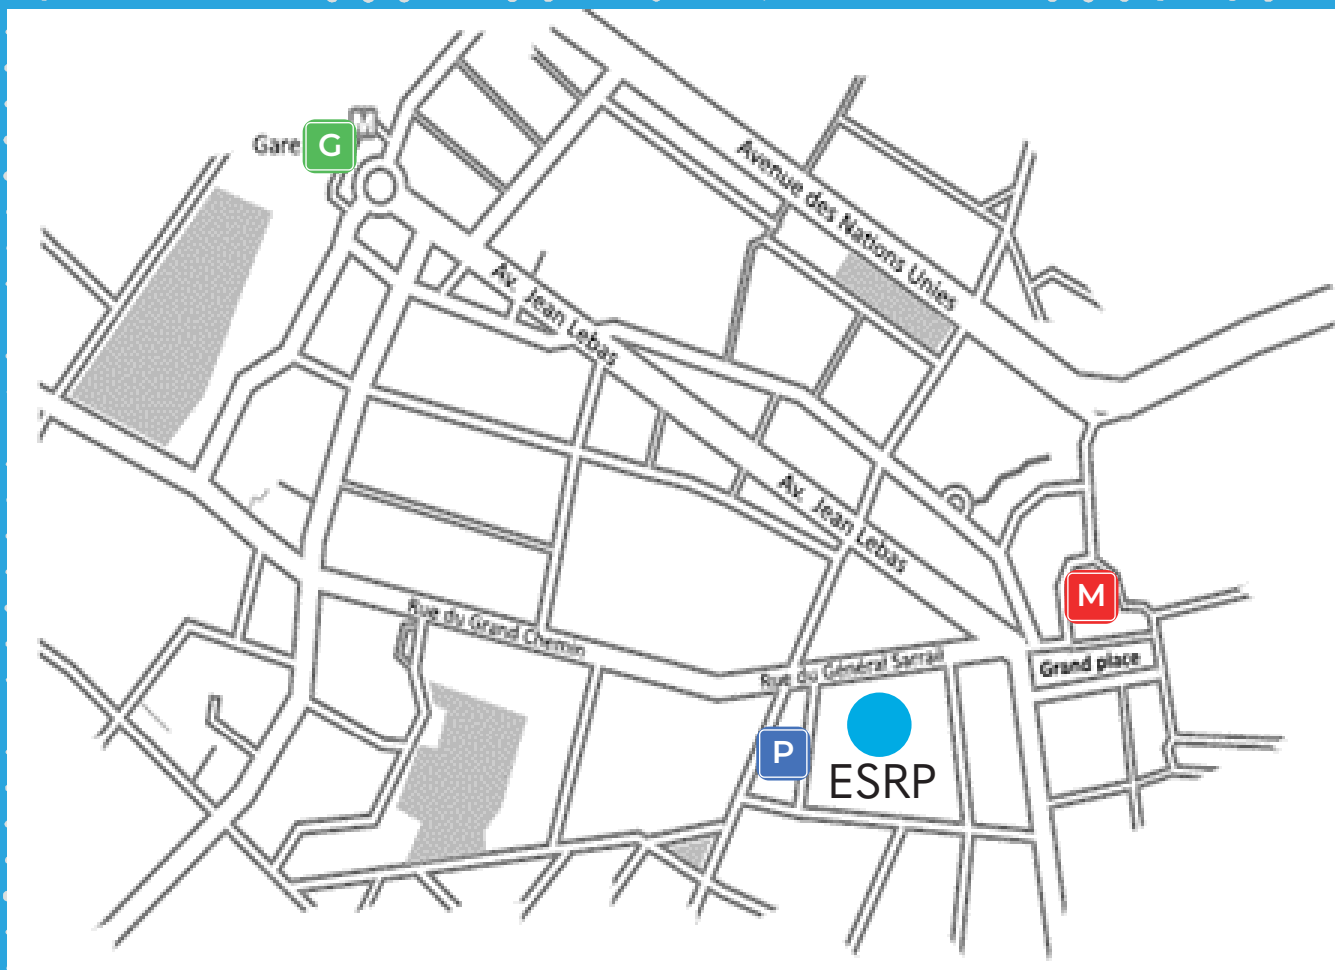 M
Gare
G
Avenue des Nations Unies
Av. Jean Lebas
Av. Jean Lebas
M
Rue du Grand Chemin
Rue du Général Sarrail
Grand place
P
ESRP